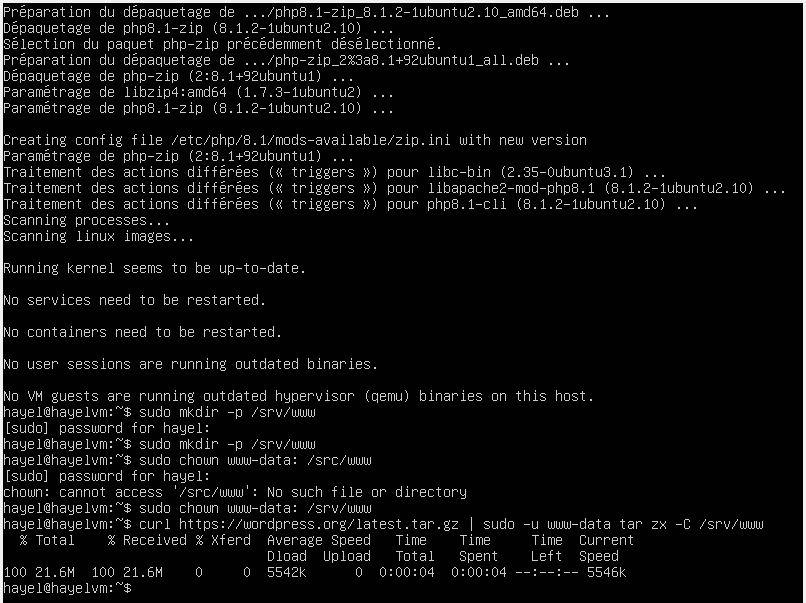 Préparation du dépaquetage de .../php8.1-zip_8.1.2-1ubuntu2.10_amd64.deb ...
Dépaquetage de php8.1-zip (8.1.2-1ubuntu2.10) ...
Sélection du paquet php-zip précédemment désélectionné.
Préparation du dépaquetage de .../php-zip_2%3a8.1+92ubuntu1_all.deb ...
Dépaquetage de php-zip (2:8.1+92ubuntu1) ...
Paramétrage de libzip4:amd64 (1.7.3-1ubuntu2) ...
Paramétrage de php8.1-zip (8.1.2-1ubuntu2.10) ...
Creating config file /etc/php/8.1/mods-available/zip.ini with new version
Paramétrage de php-zip (2:8.1+92ubuntu1) ...
Traitement des actions différées (« triggers ») pour libc-bin (2.35-0ubuntu3.1) ...
Traitement des actions différées (« triggers ») pour libapache2-mod-php8.1 (8.1.2-1ubuntu2.10) ...
Traitement des actions différées (« triggers ») pour php8.1-cli (8.1.2-1ubuntu2.10) ...
Scanning processes...
Scanning linux images...
Running kernel seems to be up-to-date.
No services need to be restarted.
No containers need to be restarted.
No user sessions are running outdated binaries.
No VM guests are running outdated hypervisor (qemu) binaries on this host.
hayel@hayelvm:~$ sudo mkdir -p /srv/www
[sudo] password for hayel:
hayel@hayelvm:~$ sudo mkdir -p /srv/www
hayel@hayelvm:~$ sudo chown www-data: /src/www
[sudo] password for hayel:
chown: cannot access '/src/www': No such file or directory
hayel@hayelvm:~$ sudo chown www-data: /srv/www
hayel@hayelvm:~$ curl https://wordpress.org/latest.tar.gz | sudo -u www-data tar zx -C /srv/www
% Total % Received % Xferd Average Speed Time Time Time Current
Dload Upload Total Spent Left Speed
100 21.6M 100 21.6M 0 0 5542k 0 0:00:04 0:00:04 --:--:-- 5546k
hayel@hayelvm:~$